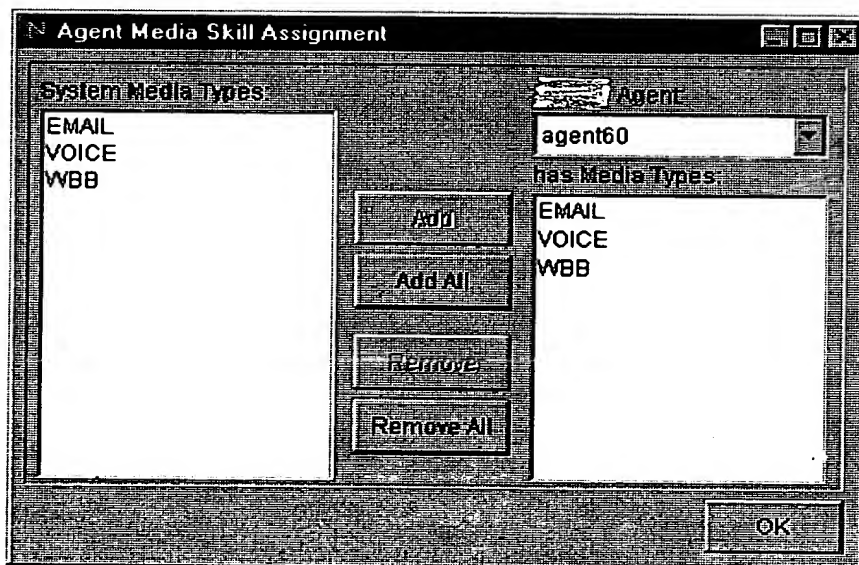 Agent Media Skill Assignment
System Media Types:
EMAIL
VOICE
WBB
Add
Add All
Remove
Remove All
Agent:
agent60
has Media Types:
EMAIL
VOICE
WBB
OK